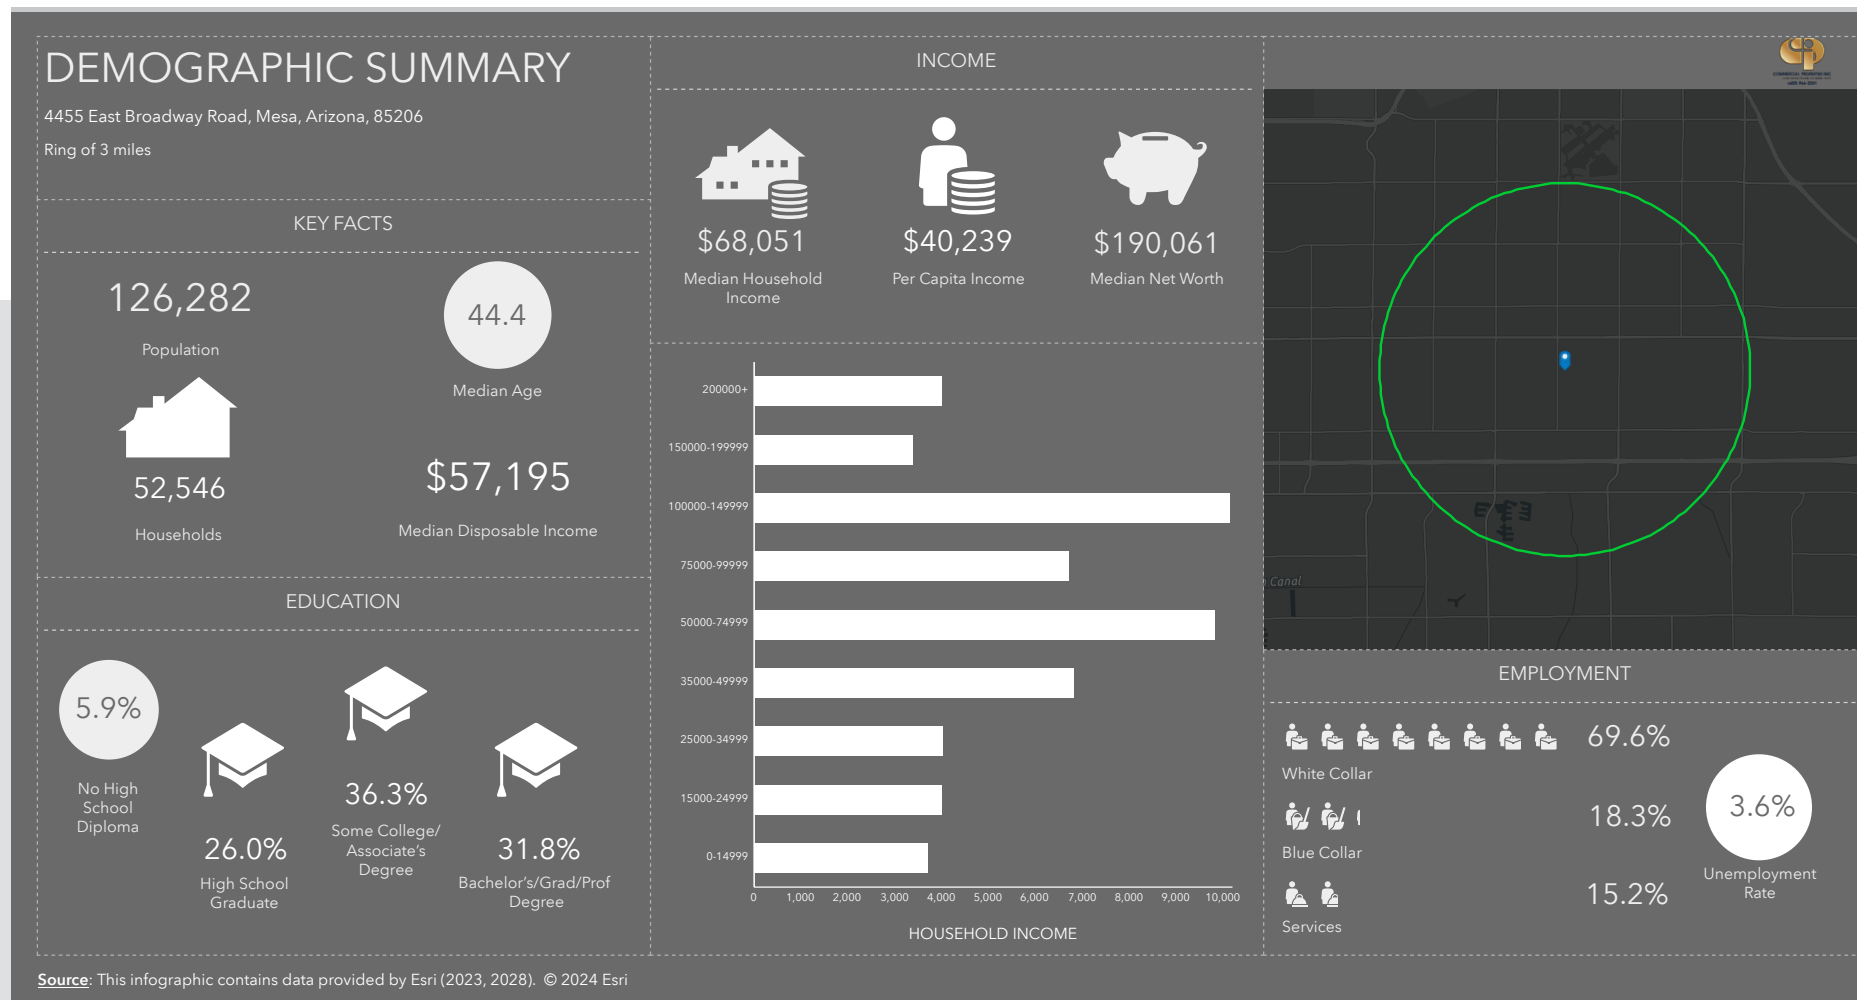 DEMOGRAPHIC SUMMARY
4455 East Broadway Road, Mesa, Arizona, 85206
Ring of 3 miles
KEY FACTS
126,282
Population
44.4
Median Age
52,546
Households
$57,195
Median Disposable Income
EDUCATION
5.9%
No High
School
Diploma
26.0%
High School
Graduate
36.3%
Some College/
Associate's
Degree
31.8%
Bachelor's/Grad/Prof
Degree
INCOME
$68,051
Median Household
Income
$40,239
Per Capita Income
$190,061
Median Net Worth
200000+
150000-199999
100000-149999
75000-99999
50000-74999
35000-49999
25000-34999
15000-24999
0-14999
0 1,000 2,000 3,000 4,000 5,000 6,000 7,000 8,000 9,000 10,000
HOUSEHOLD INCOME
COMMERCIAL PROPERTIES INC
Canal
EMPLOYMENT
69.6%
White Collar
18.3%
Blue Collar
15.2%
Services
3.6%
Unemployment
Rate
Source: This infographic contains data provided by Esri (2023, 2028). © 2024 Esri